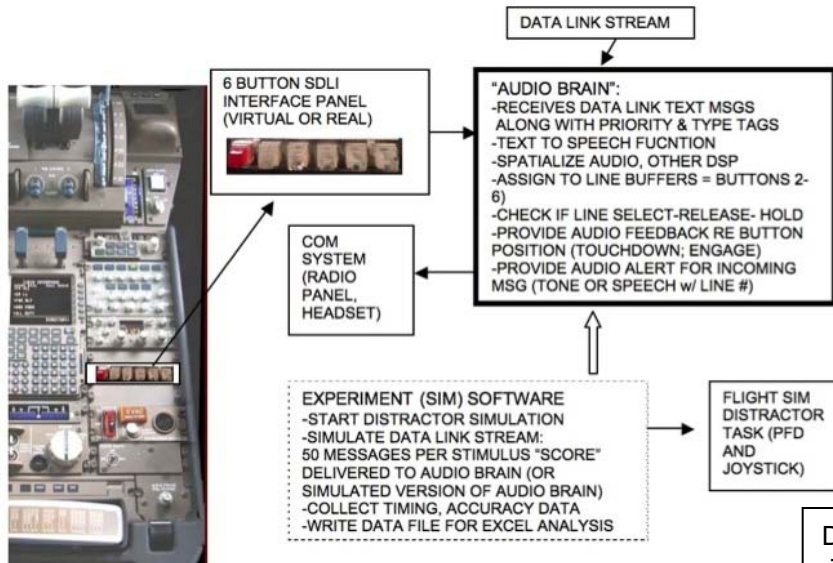 DATA LINK STREAM
6 BUTTON SDLI
INTERFACE PANEL
(VIRTUAL OR REAL)
“AUDIO BRAIN”:
-RECEIVES DATA LINK TEXT MSGS
ALONG WITH PRIORITY & TYPE TAGS
-TEXT TO SPEECH FUCNTION
-SPATIALIZE AUDIO, OTHER DSP
-ASSIGN TO LINE BUFFERS = BUTTONS 2-
6)
-CHECK IF LINE SELECT-RELEASE- HOLD
-PROVIDE AUDIO FEEDBACK RE BUTTON
POSITION (TOUCHDOWN; ENGAGE)
-PROVIDE AUDIO ALERT FOR INCOMING
MSG (TONE OR SPEECH w/ LINE #)
COM
SYSTEM
(RADIO
PANEL,
HEADSET)
EXPERIMENT (SIM) SOFTWARE
-START DISTRACTOR SIMULATION
-SIMULATE DATA LINK STREAM:
50 MESSAGES PER STIMULUS “SCORE”
DELIVERED TO AUDIO BRAIN (OR
SIMULATED VERSION OF AUDIO BRAIN)
-COLLECT TIMING, ACCURACY DATA
-WRITE DATA FILE FOR EXCEL ANALYSIS
FLIGHT SIM
DISTRACTOR
TASK (PFD
AND
JOYSTICK)
D